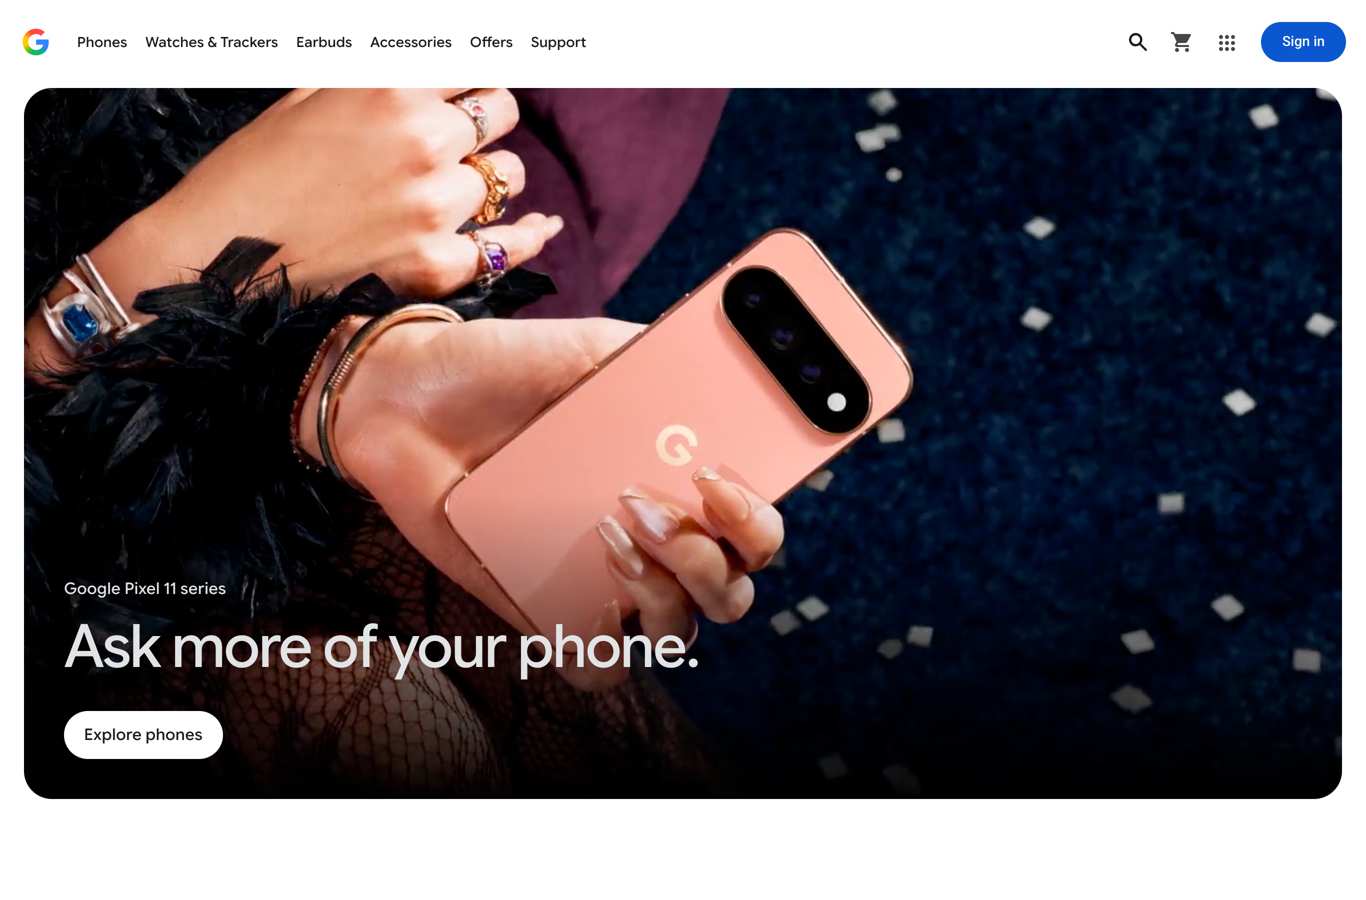 Phones Watches & Trackers Earbuds Accessories Offers Support Sign in
Google Pixel 11 series
Ask more of your phone.
Explore phones